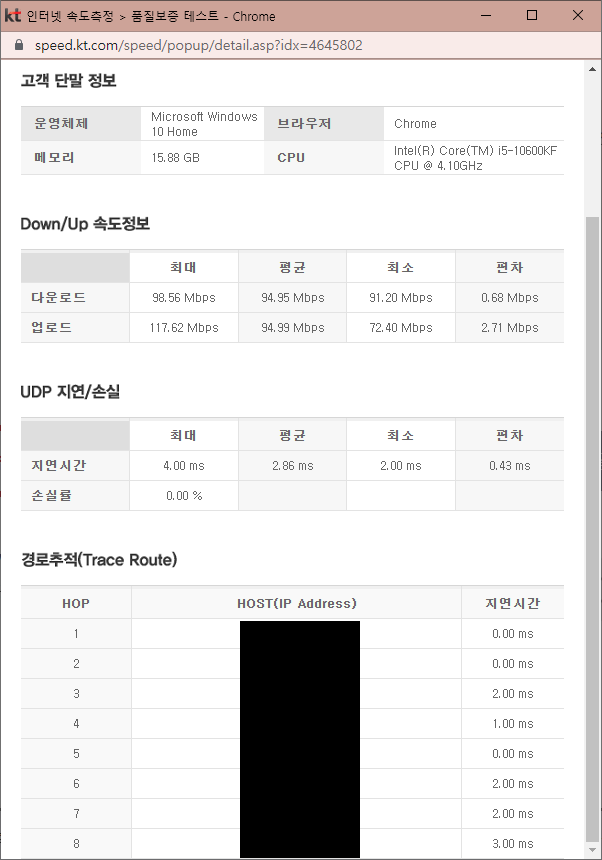 kt 인터넷 속도측정 > 품질보증 테스트 - Chrome
speed.kt.com/speed/popup/detail.asp?idx=4645802
고객 단말 정보
운영체제 Microsoft Windows 10 Home 브라우저 Chrome
메모리 15.88 GB CPU Intel(R) Core(TM) i5-10600KF CPU @ 4.10GHz
Down/Up 속도정보
최대 평균 최소 편차
다운로드 98.56 Mbps 94.95 Mbps 91.20 Mbps 0.68 Mbps
업로드 117.62 Mbps 94.99 Mbps 72.40 Mbps 2.71 Mbps
UDP 지연/손실
최대 평균 최소 편차
지연시간 4.00 ms 2.86 ms 2.00 ms 0.43 ms
손실률 0.00 %
경로추적(Trace Route)
HOP HOST(IP Address) 지연시간
1 0.00 ms
2 0.00 ms
3 2.00 ms
4 1.00 ms
5 0.00 ms
6 2.00 ms
7 2.00 ms
8 3.00 ms